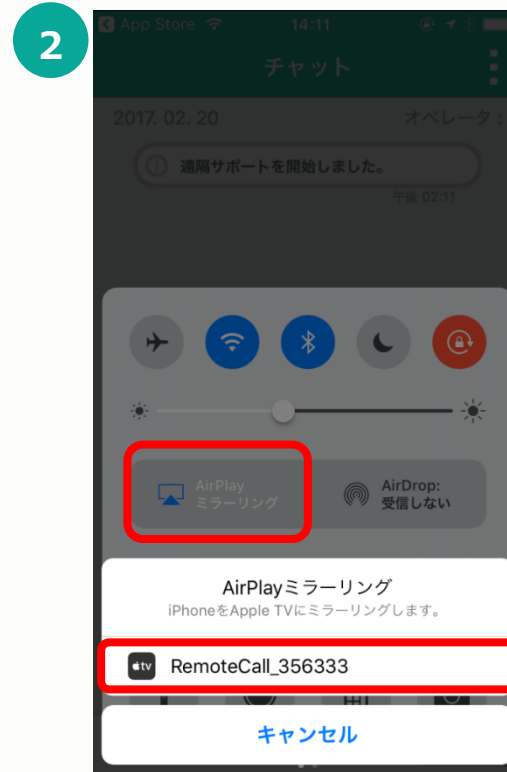 2
App Store
14:11
チャット
2017. 02. 20
オペレータ :
遠隔サポートを開始しました。
午後 02:11
AirPlay
ミラーリング
AirDrop:
受信しない
AirPlayミラーリング
iPhoneをApple TVにミラーリングします。
tv
RemoteCall_356333
キャンセル